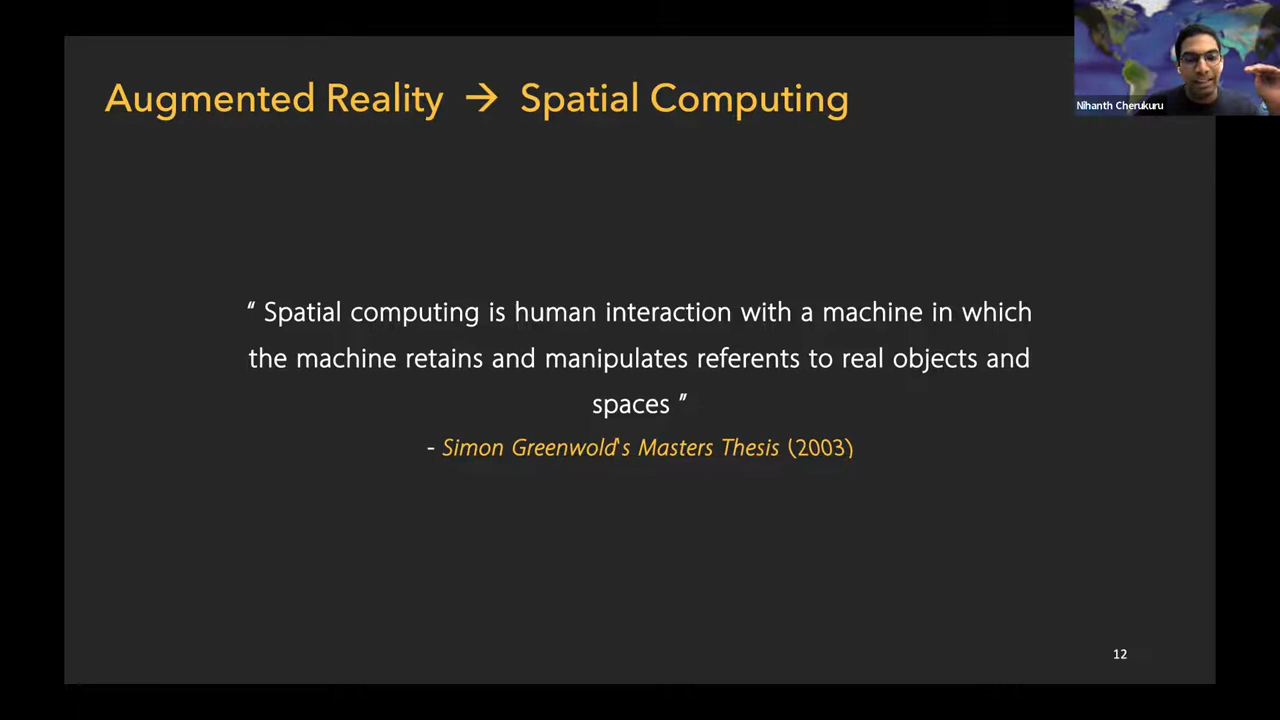 Augmented Reality → Spatial Computing
Nihanth Cherukuru
“ Spatial computing is human interaction with a machine in which
the machine retains and manipulates referents to real objects and
spaces ”
- Simon Greenwold's Masters Thesis (2003)
12